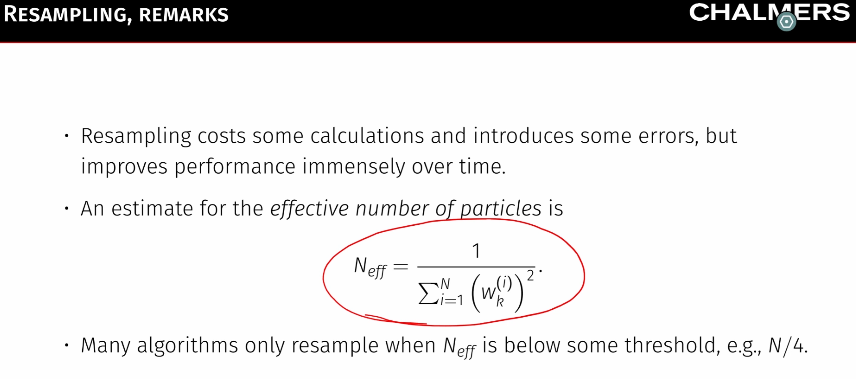 RESAMPLING, REMARKS
CHALMERS
· Resampling costs some calculations and introduces some errors, but
improves performance immensely over time.
· An estimate for the effective number of particles is
N_eff = 1 / ∑_{i=1}^{N} (w_k^{(i)})^2 .
· Many algorithms only resample when N_eff is below some threshold, e.g., N/4.